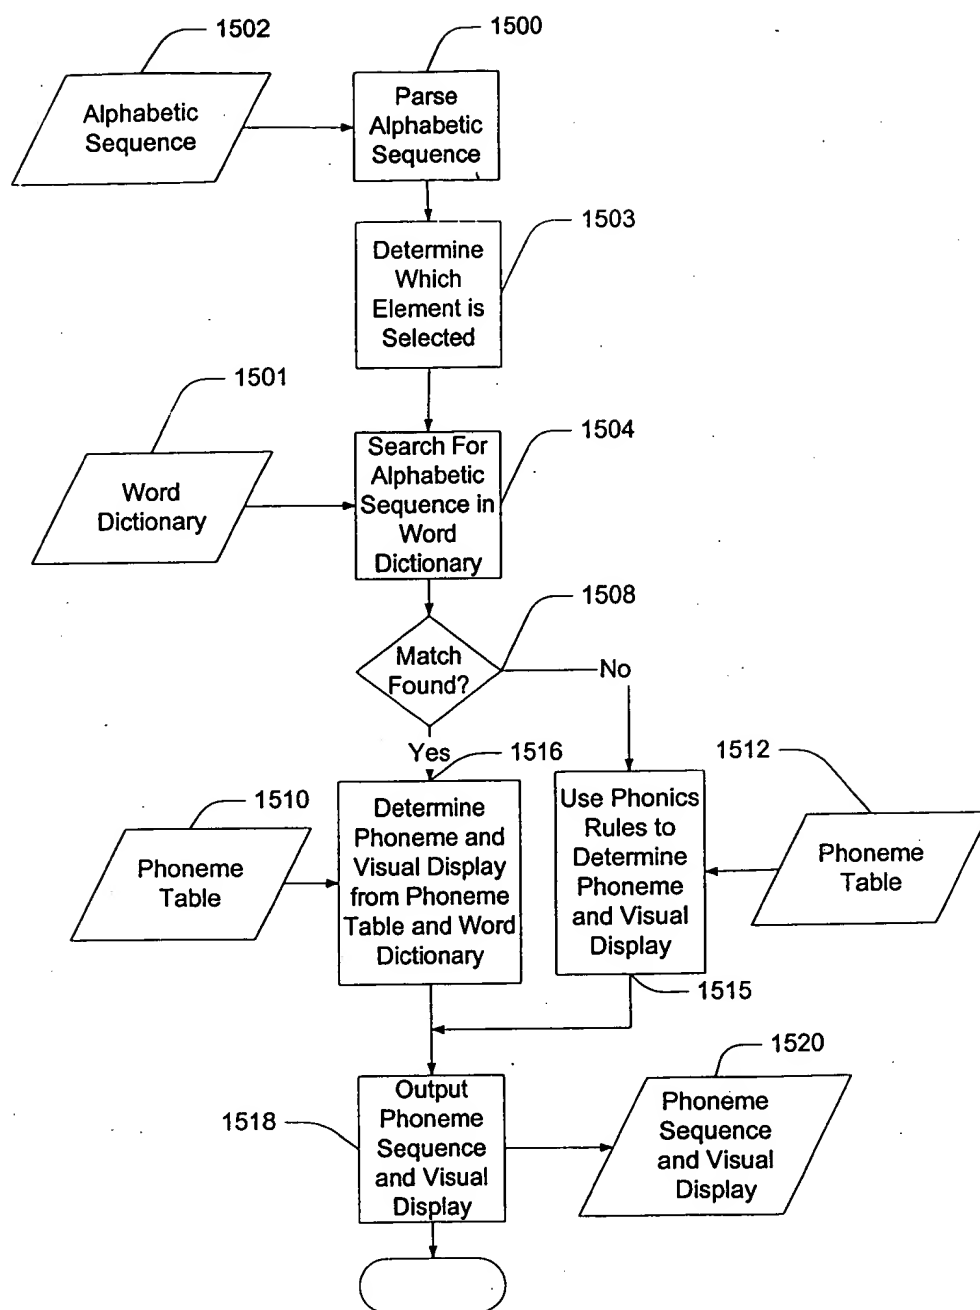 1502
1500
Alphabetic
Sequence
Parse
Alphabetic
Sequence
1503
Determine
Which
Element is
Selected
1501
1504
Word
Dictionary
Search For
Alphabetic
Sequence in
Word
Dictionary
1508
Match
Found?
No
Yes
1516
1512
1510
Phoneme
Table
Determine
Phoneme and
Visual Display
from Phoneme
Table and Word
Dictionary
Use Phonics
Rules to
Determine
Phoneme
and Visual
Display
Phoneme
Table
1515
1520
1518
Output
Phoneme
Sequence
and Visual
Display
Phoneme
Sequence
and Visual
Display